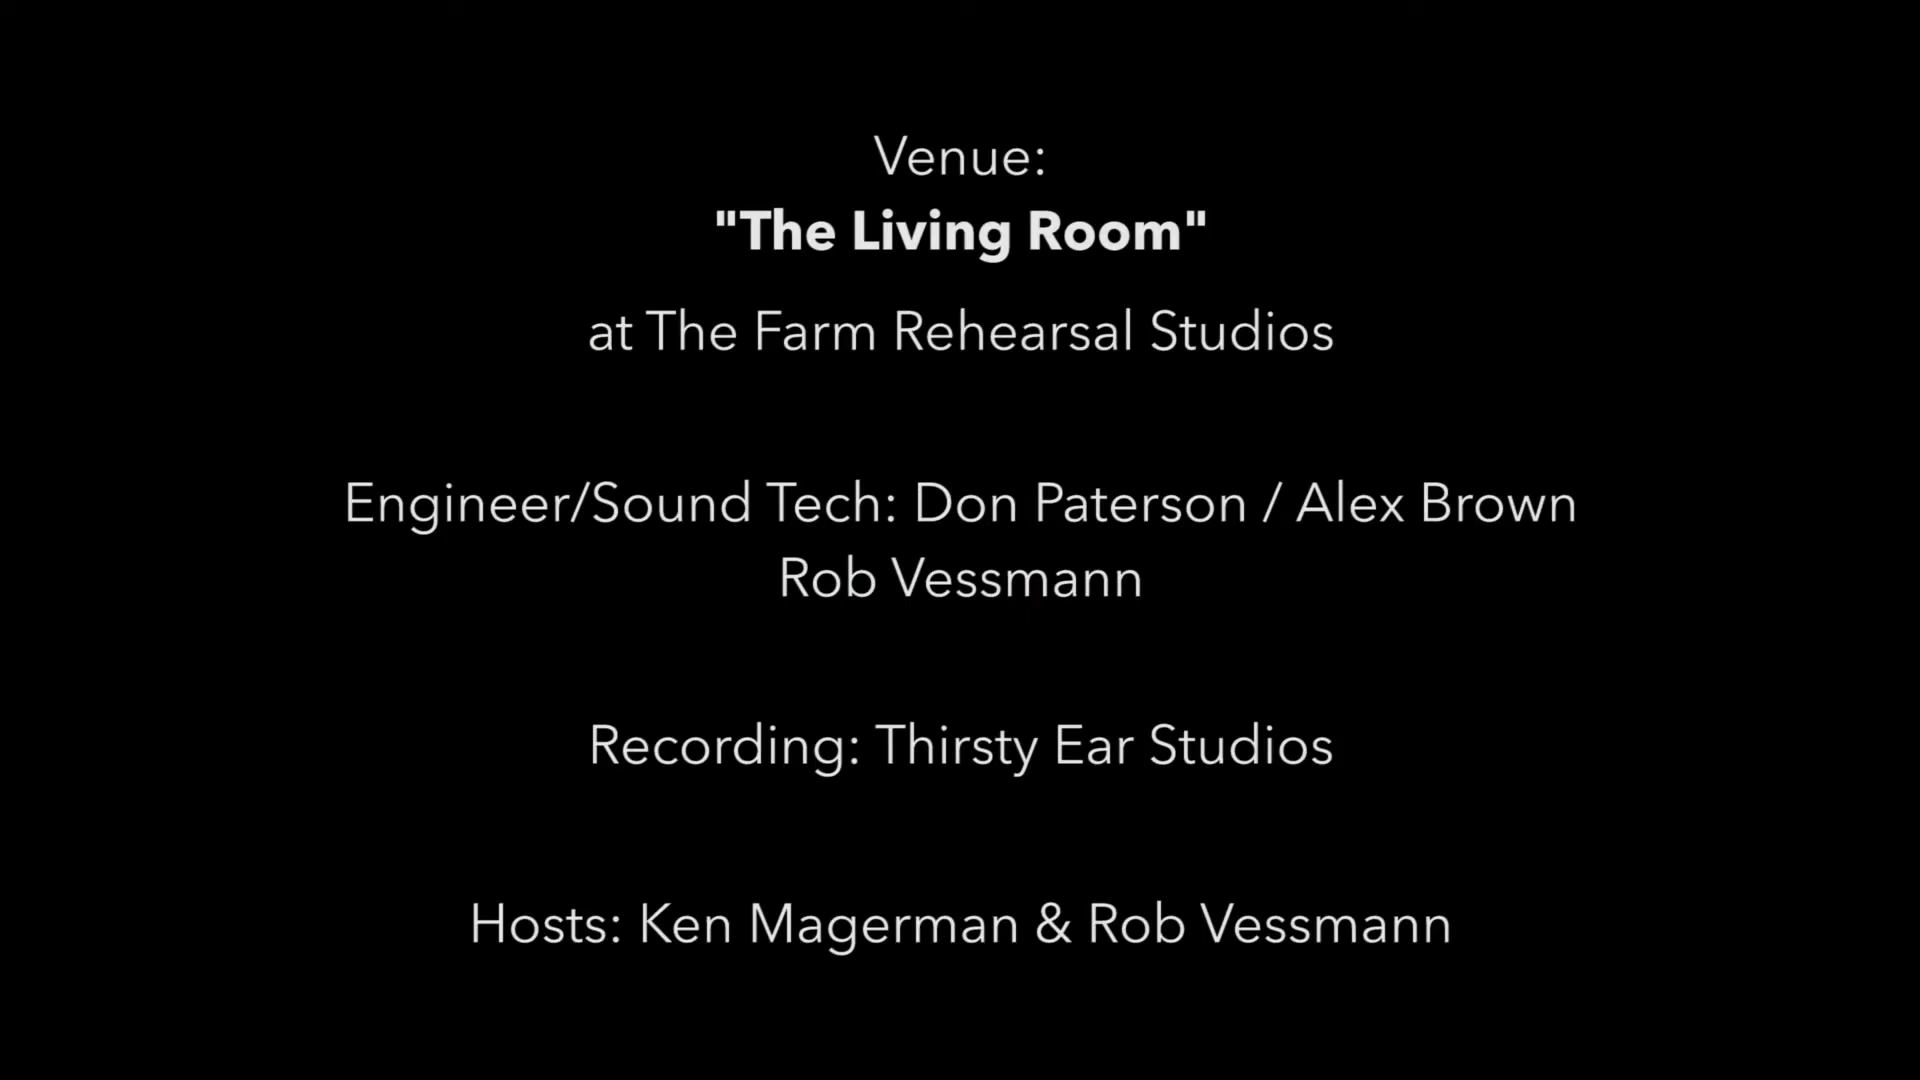 Venue:
"The Living Room"
at The Farm Rehearsal Studios
Engineer/Sound Tech: Don Paterson / Alex Brown
Rob Vessmann
Recording: Thirsty Ear Studios
Hosts: Ken Magerman & Rob Vessmann